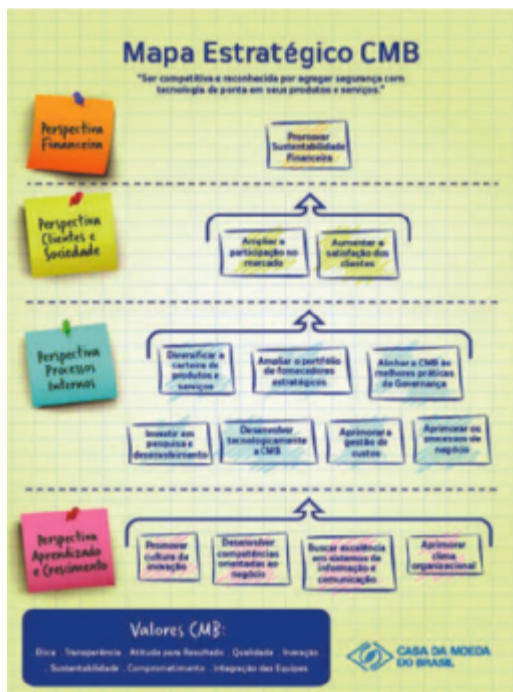 Mapa Estratégico CMB
"Ser competitiva e reconhecida por agregar segurança com
tecnologia de ponta em seus produtos e serviços."
Perspectiva
Financeira
Promover
Sustentabilidade
Financeira
Perspectiva
Clientes e
Sociedade
Ampliar a
participação no
mercado
Aumentar a
satisfação dos
clientes
Perspectiva
Processos
Internos
Diversificar a
carteira de
produtos e
serviços
Ampliar o portfólio
de fornecedores
estratégicos
Alinhar a CMB às
melhores práticas
de Governança
Investir em
pesquisa e
desenvolvimento
Desenvolver
tecnologicamente
a CMB
Aprimorar a
gestão de
custos
Aprimorar os
processos de
negócio
Perspectiva
Aprendizado
e Crescimento
Promover
cultura da
inovação
Desenvolver
competências
orientadas ao
negócio
Buscar excelência
em sistemas de
informação e
comunicação
Aprimorar
clima
organizacional
Valores CMB:
Ética . Transparência . Atitude para Resultado . Qualidade . Inovação
. Sustentabilidade . Comprometimento . Integração das Equipes
CASA DA MOEDA
DO BRASIL